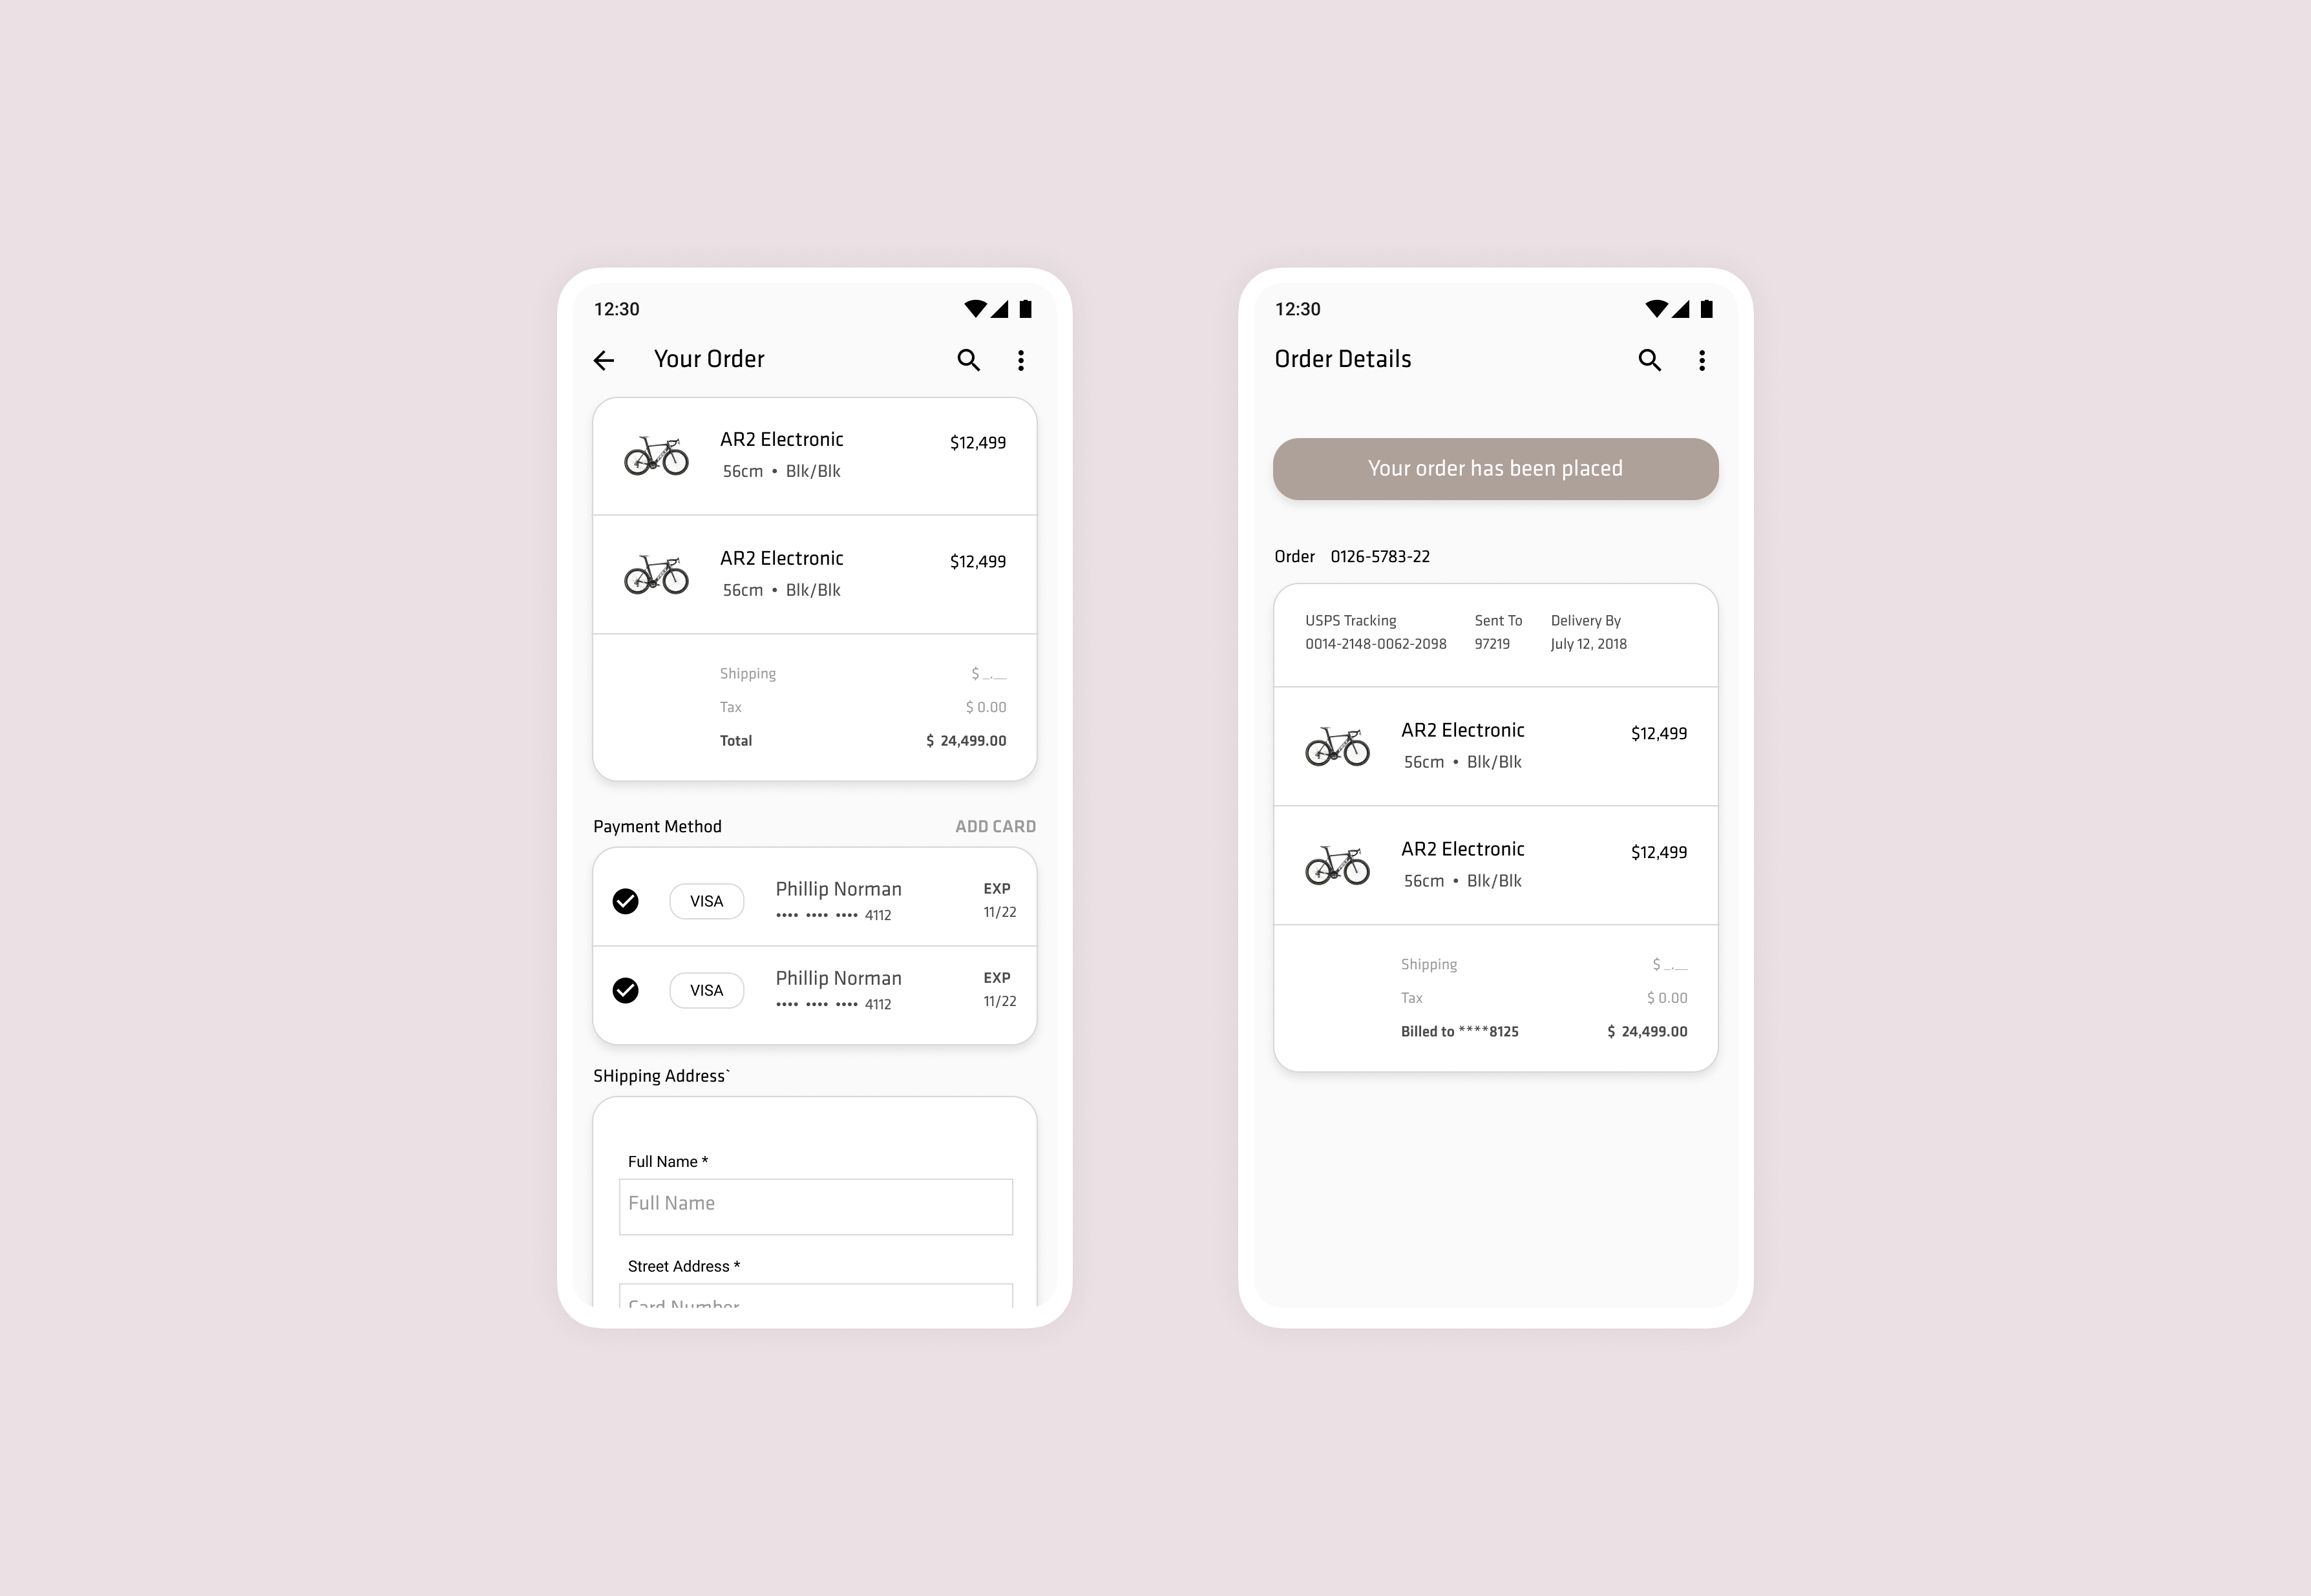 12:30
Your Order
AR2 Electronic
$12,499
56cm • Blk/Blk
AR2 Electronic
$12,499
56cm • Blk/Blk
Shipping
$ _.__
Tax
$ 0.00
Total
$ 24,499.00
Payment Method
ADD CARD
VISA
Phillip Norman
•••• •••• •••• 4112
EXP
11/22
VISA
Phillip Norman
•••• •••• •••• 4112
EXP
11/22
SHipping Address`
Full Name *
Full Name
Street Address *
Card Number
12:30
Order Details
Your order has been placed
Order 0126-5783-22
USPS Tracking
0014-2148-0062-2098
Sent To
97219
Delivery By
July 12, 2018
AR2 Electronic
$12,499
56cm • Blk/Blk
AR2 Electronic
$12,499
56cm • Blk/Blk
Shipping
$ _.__
Tax
$ 0.00
Billed to ****8125
$ 24,499.00